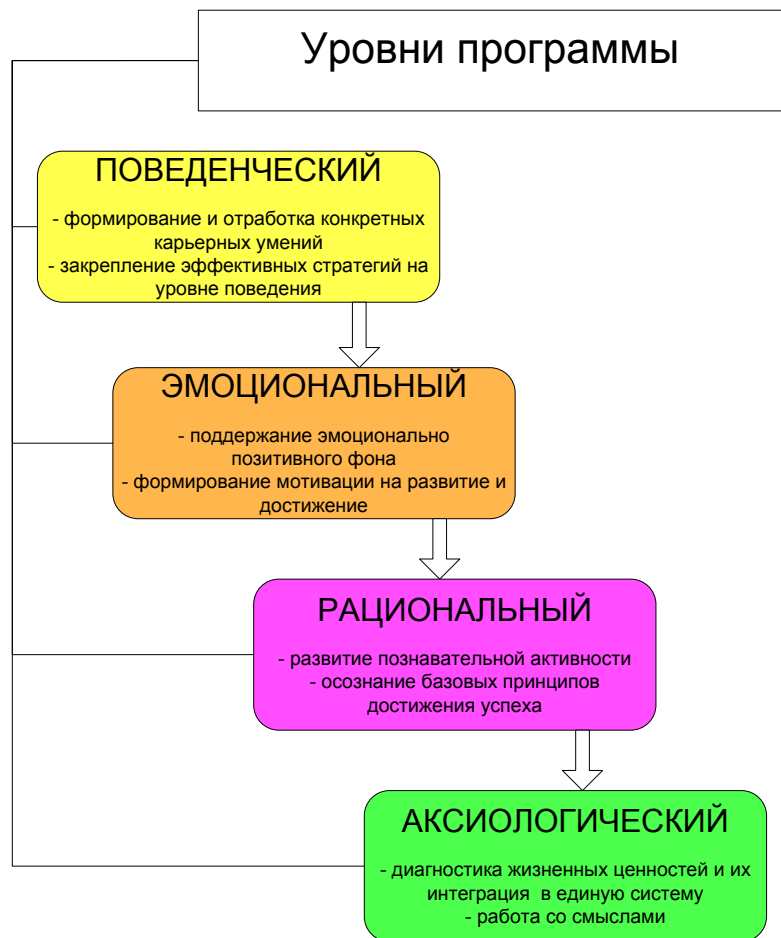 Уровни программы
ПОВЕДЕНЧЕСКИЙ
- формирование и отработка конкретных
карьерных умений
- закрепление эффективных стратегий на
уровне поведения
ЭМОЦИОНАЛЬНЫЙ
- поддержание эмоционально
позитивного фона
- формирование мотивации на развитие и
достижение
РАЦИОНАЛЬНЫЙ
- развитие познавательной активности
- осознание базовых принципов
достижения успеха
АКСИОЛОГИЧЕСКИЙ
- диагностика жизненных ценностей и их
интеграция в единую систему
- работа со смыслами